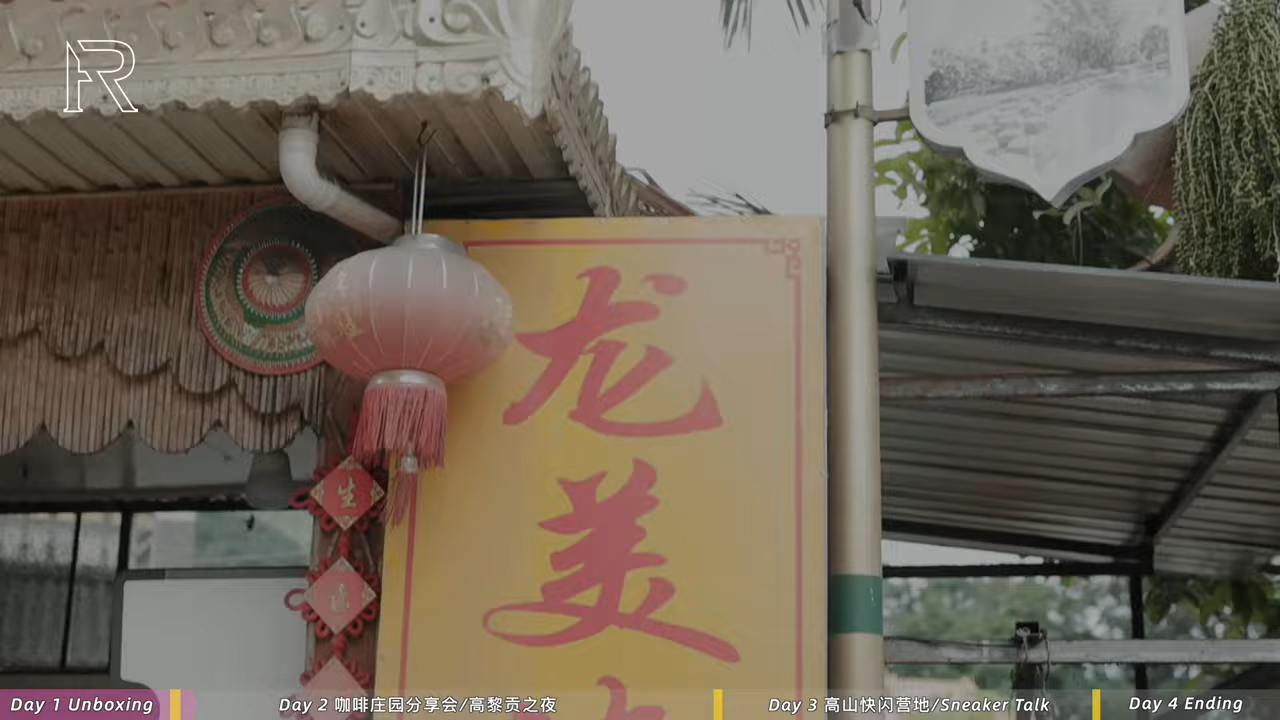 龙
美
生
Day 1 Unboxing
Day 2 咖啡庄园分享会/高黎贡之夜
Day 3 高山快闪营地/Sneaker Talk
Day 4 Ending